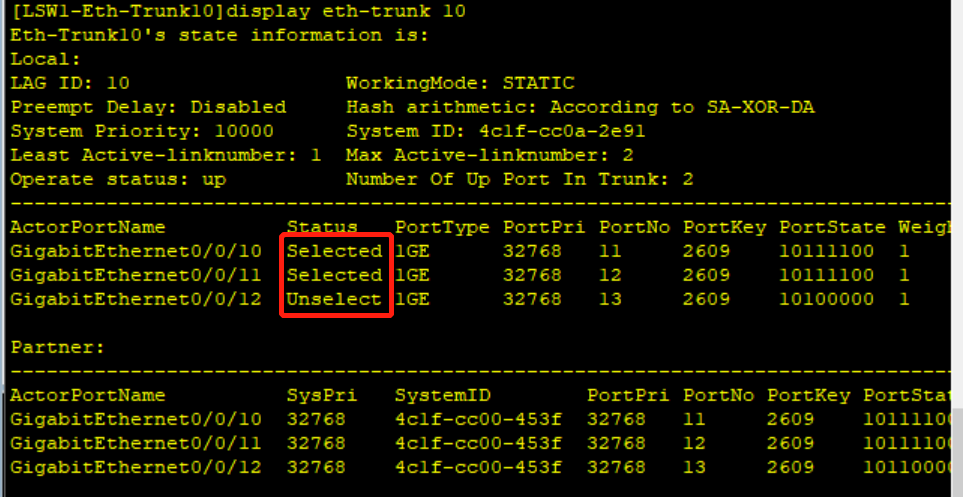 [LSW1-Eth-Trunk10]display eth-trunk 10
Eth-Trunk10's state information is:
Local:
LAG ID: 10 WorkingMode: STATIC
Preempt Delay: Disabled Hash arithmetic: According to SA-XOR-DA
System Priority: 10000 System ID: 4c1f-cc0a-2e91
Least Active-linknumber: 1 Max Active-linknumber: 2
Operate status: up Number Of Up Port In Trunk: 2
--------------------------------------------------------------------------------
ActorPortName Status PortType PortPri PortNo PortKey PortState Weigh
GigabitEthernet0/0/10 Selected 1GE 32768 11 2609 10111100 1
GigabitEthernet0/0/11 Selected 1GE 32768 12 2609 10111100 1
GigabitEthernet0/0/12 Unselect 1GE 32768 13 2609 10100000 1
Partner:
--------------------------------------------------------------------------------
ActorPortName SysPri SystemID PortPri PortNo PortKey PortStat
GigabitEthernet0/0/10 32768 4c1f-cc00-453f 32768 11 2609 10111100
GigabitEthernet0/0/11 32768 4c1f-cc00-453f 32768 12 2609 10111100
GigabitEthernet0/0/12 32768 4c1f-cc00-453f 32768 13 2609 10110000